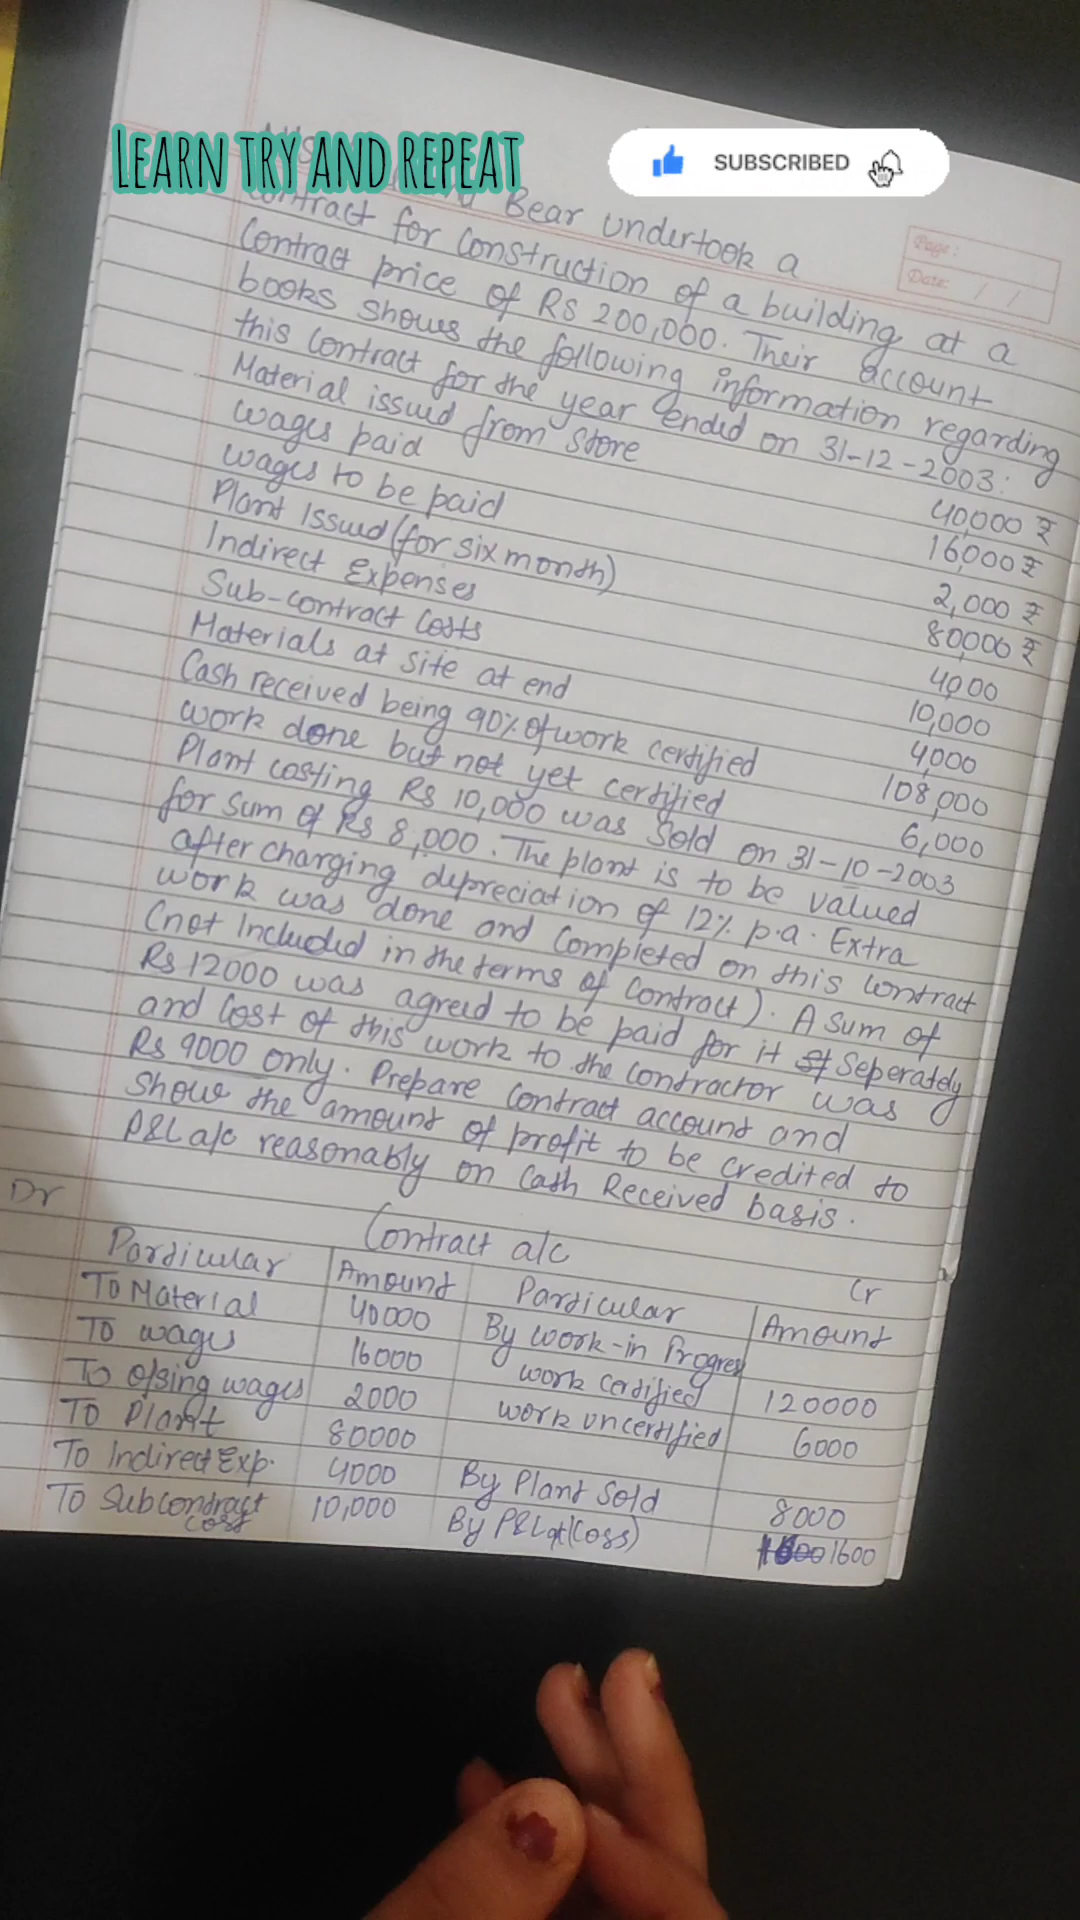 LEARN TRY AND REPEAT
SUBSCRIBED
Page:
Date: / /
Bear undertook a
contract for construction of a building at a
contract price of Rs 200,000. Their account
books shows the following information regarding
this contract for the year ended on 31-12-2003:
Material issued from store 40,000 ₹
wages paid 16,000 ₹
wages to be paid 2,000 ₹
Plant Issued (for six month) 80,000 ₹
Indirect Expenses 4000
Sub-contract Costs 10,000
Materials at site at end 4,000
Cash received being 90% of work certified 108,000
work done but not yet certified 6,000
Plant costing Rs 10,000 was sold on 31-10-2003
for sum of Rs 8,000. The plant is to be valued
after charging depreciation of 12% p.a. Extra
work was done and completed on this contract
(not Included in the terms of contract). A sum of
Rs 12000 was agreed to be paid for it Seperately
and cost of this work to the contractor was
Rs 9000 only. Prepare contract account and
show the amount of profit to be credited to
P&L a/c reasonably on Cash Received basis.
Dr Contract a/c Cr
Particular Amount Particular Amount
To Material 40000 By work-in Progress
To wages 16000 work certified 120000
To o/sing wages 2000 work uncertified 6000
To Plant 80000
To Indirect Exp. 4000 By Plant Sold 8000
To Subcontract cost 10,000 By P&L a/c (Loss) 1600